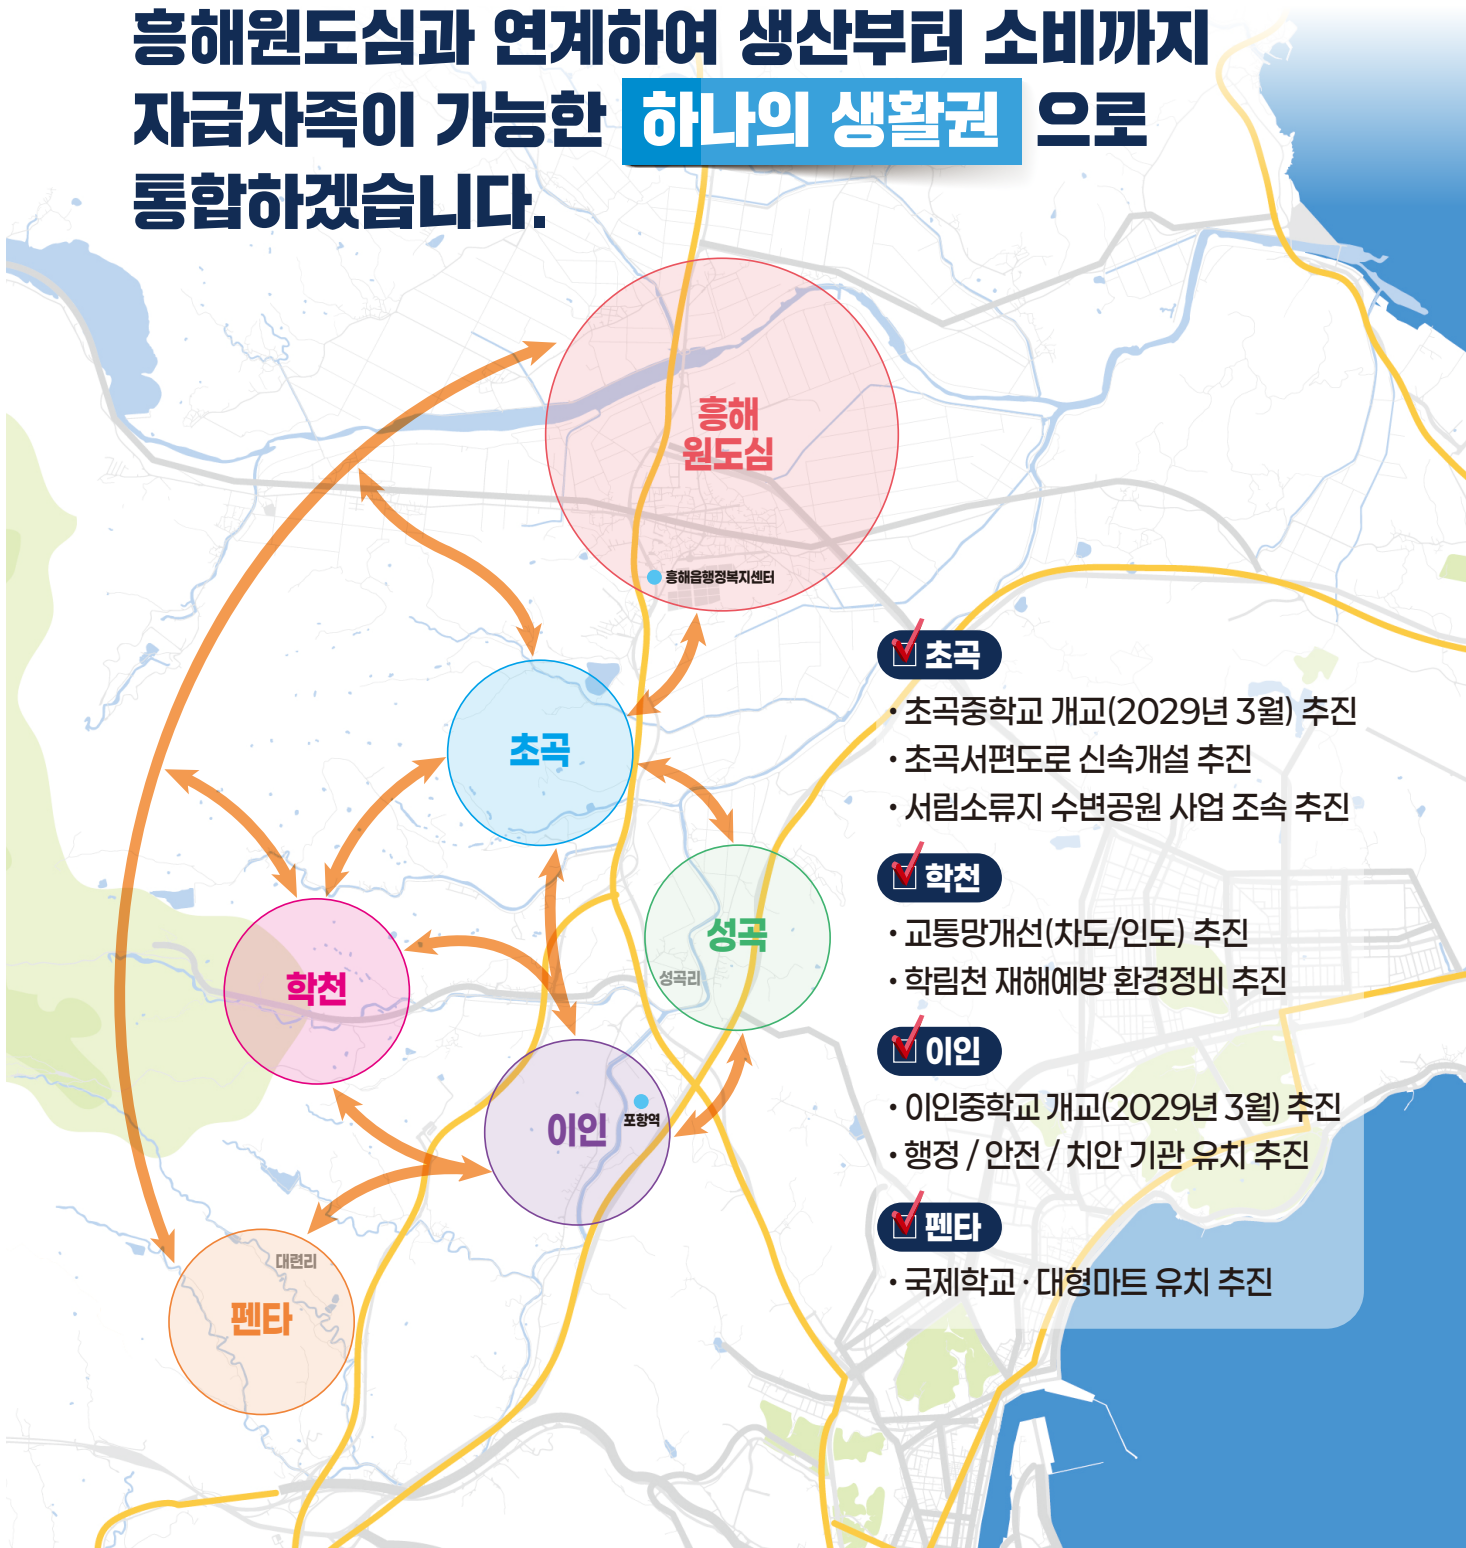 흥해원도심과 연계하여 생산부터 소비까지
자급자족이 가능한 하나의 생활권 으로
통합하겠습니다.
흥해
원도심
흥해읍행정복지센터
초곡
성곡
성곡리
학천
이인
포항역
대련리
펜타
초곡
• 초곡중학교 개교(2029년 3월) 추진
• 초곡서편도로 신속개설 추진
• 서림소류지 수변공원 사업 조속 추진
학천
• 교통망개선(차도/인도) 추진
• 학림천 재해예방 환경정비 추진
이인
• 이인중학교 개교(2029년 3월) 추진
• 행정 / 안전 / 치안 기관 유치 추진
펜타
• 국제학교 · 대형마트 유치 추진